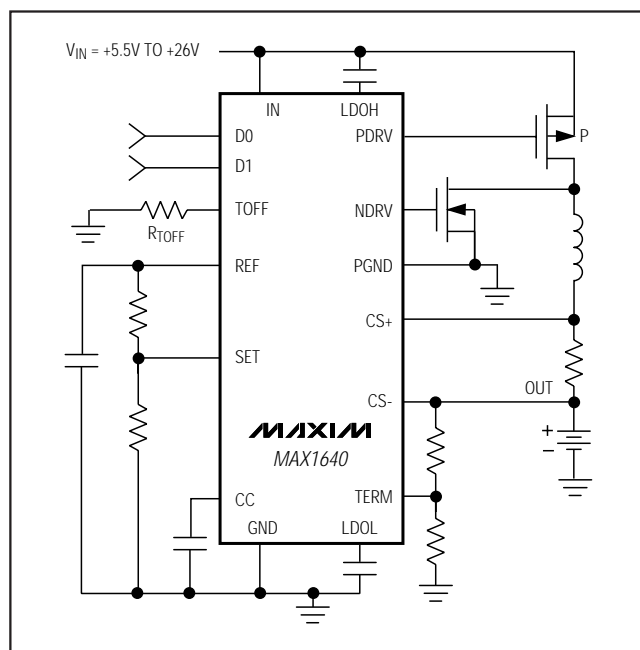 V_IN = +5.5V TO +26V
IN
LDOH
D0
PDRV
P
D1
TOFF
NDRV
R_TOFF
REF
PGND
CS+
SET
OUT
CS-
+
−
MAXIM
MAX1640
TERM
CC
GND
LDOL